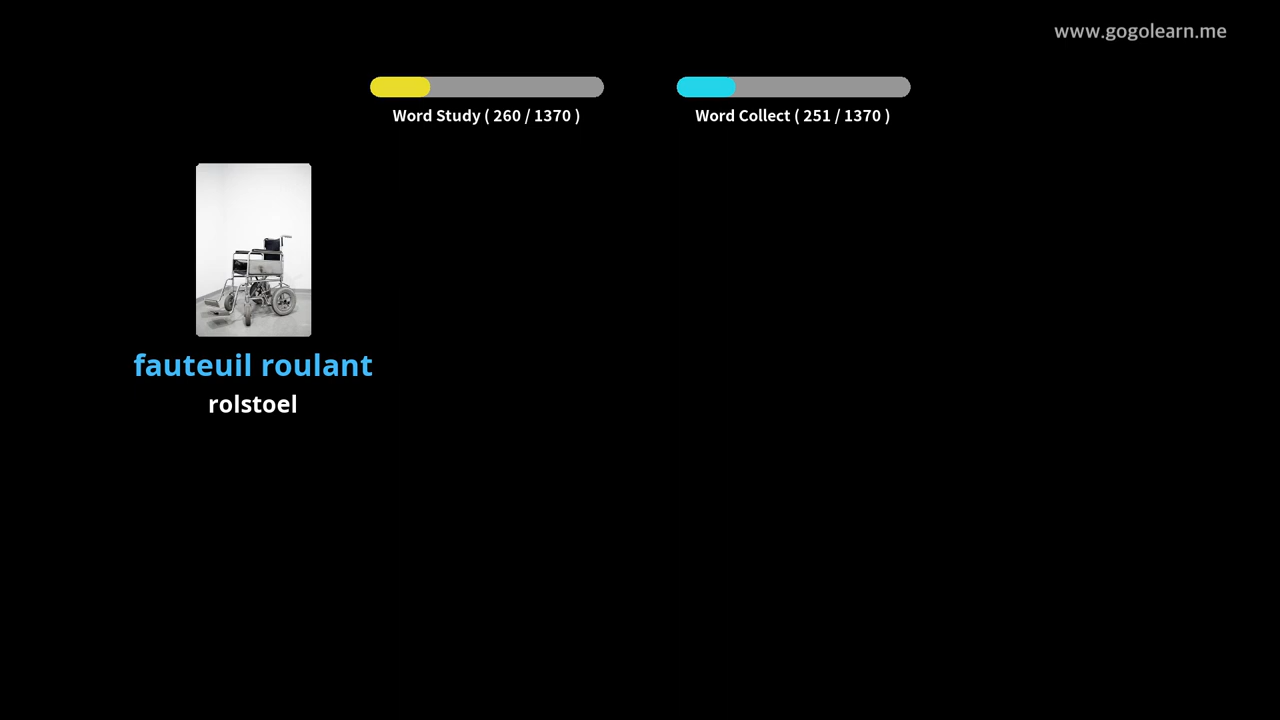 www.gogolearn.me
Word Study ( 260 / 1370 )
Word Collect ( 251 / 1370 )
fauteuil roulant
rolstoel